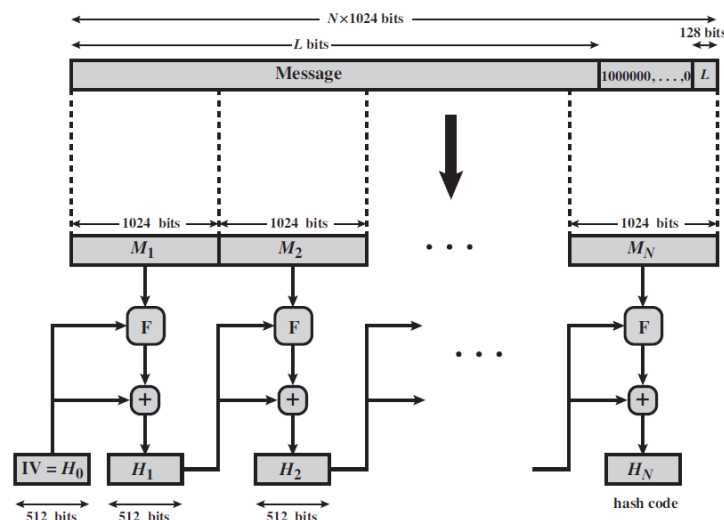 N×1024 bits
L bits
128 bits
Message
1000000, . . . ,0
L
1024 bits
1024 bits
1024 bits
M1
M2
. . .
MN
F
F
F
. . .
+
+
+
IV = H0
H1
H2
HN
hash code
512 bits
512 bits
512 bits